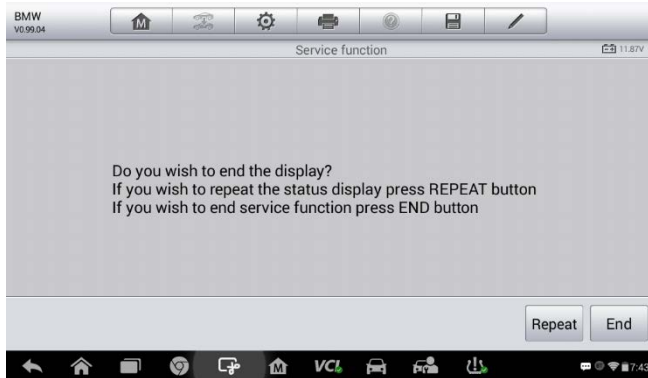 BMW
V0.99.04
M
?
Service function
11.87V
Do you wish to end the display?
If you wish to repeat the status display press REPEAT button
If you wish to end service function press END button
Repeat
End
M
VCI
7:43